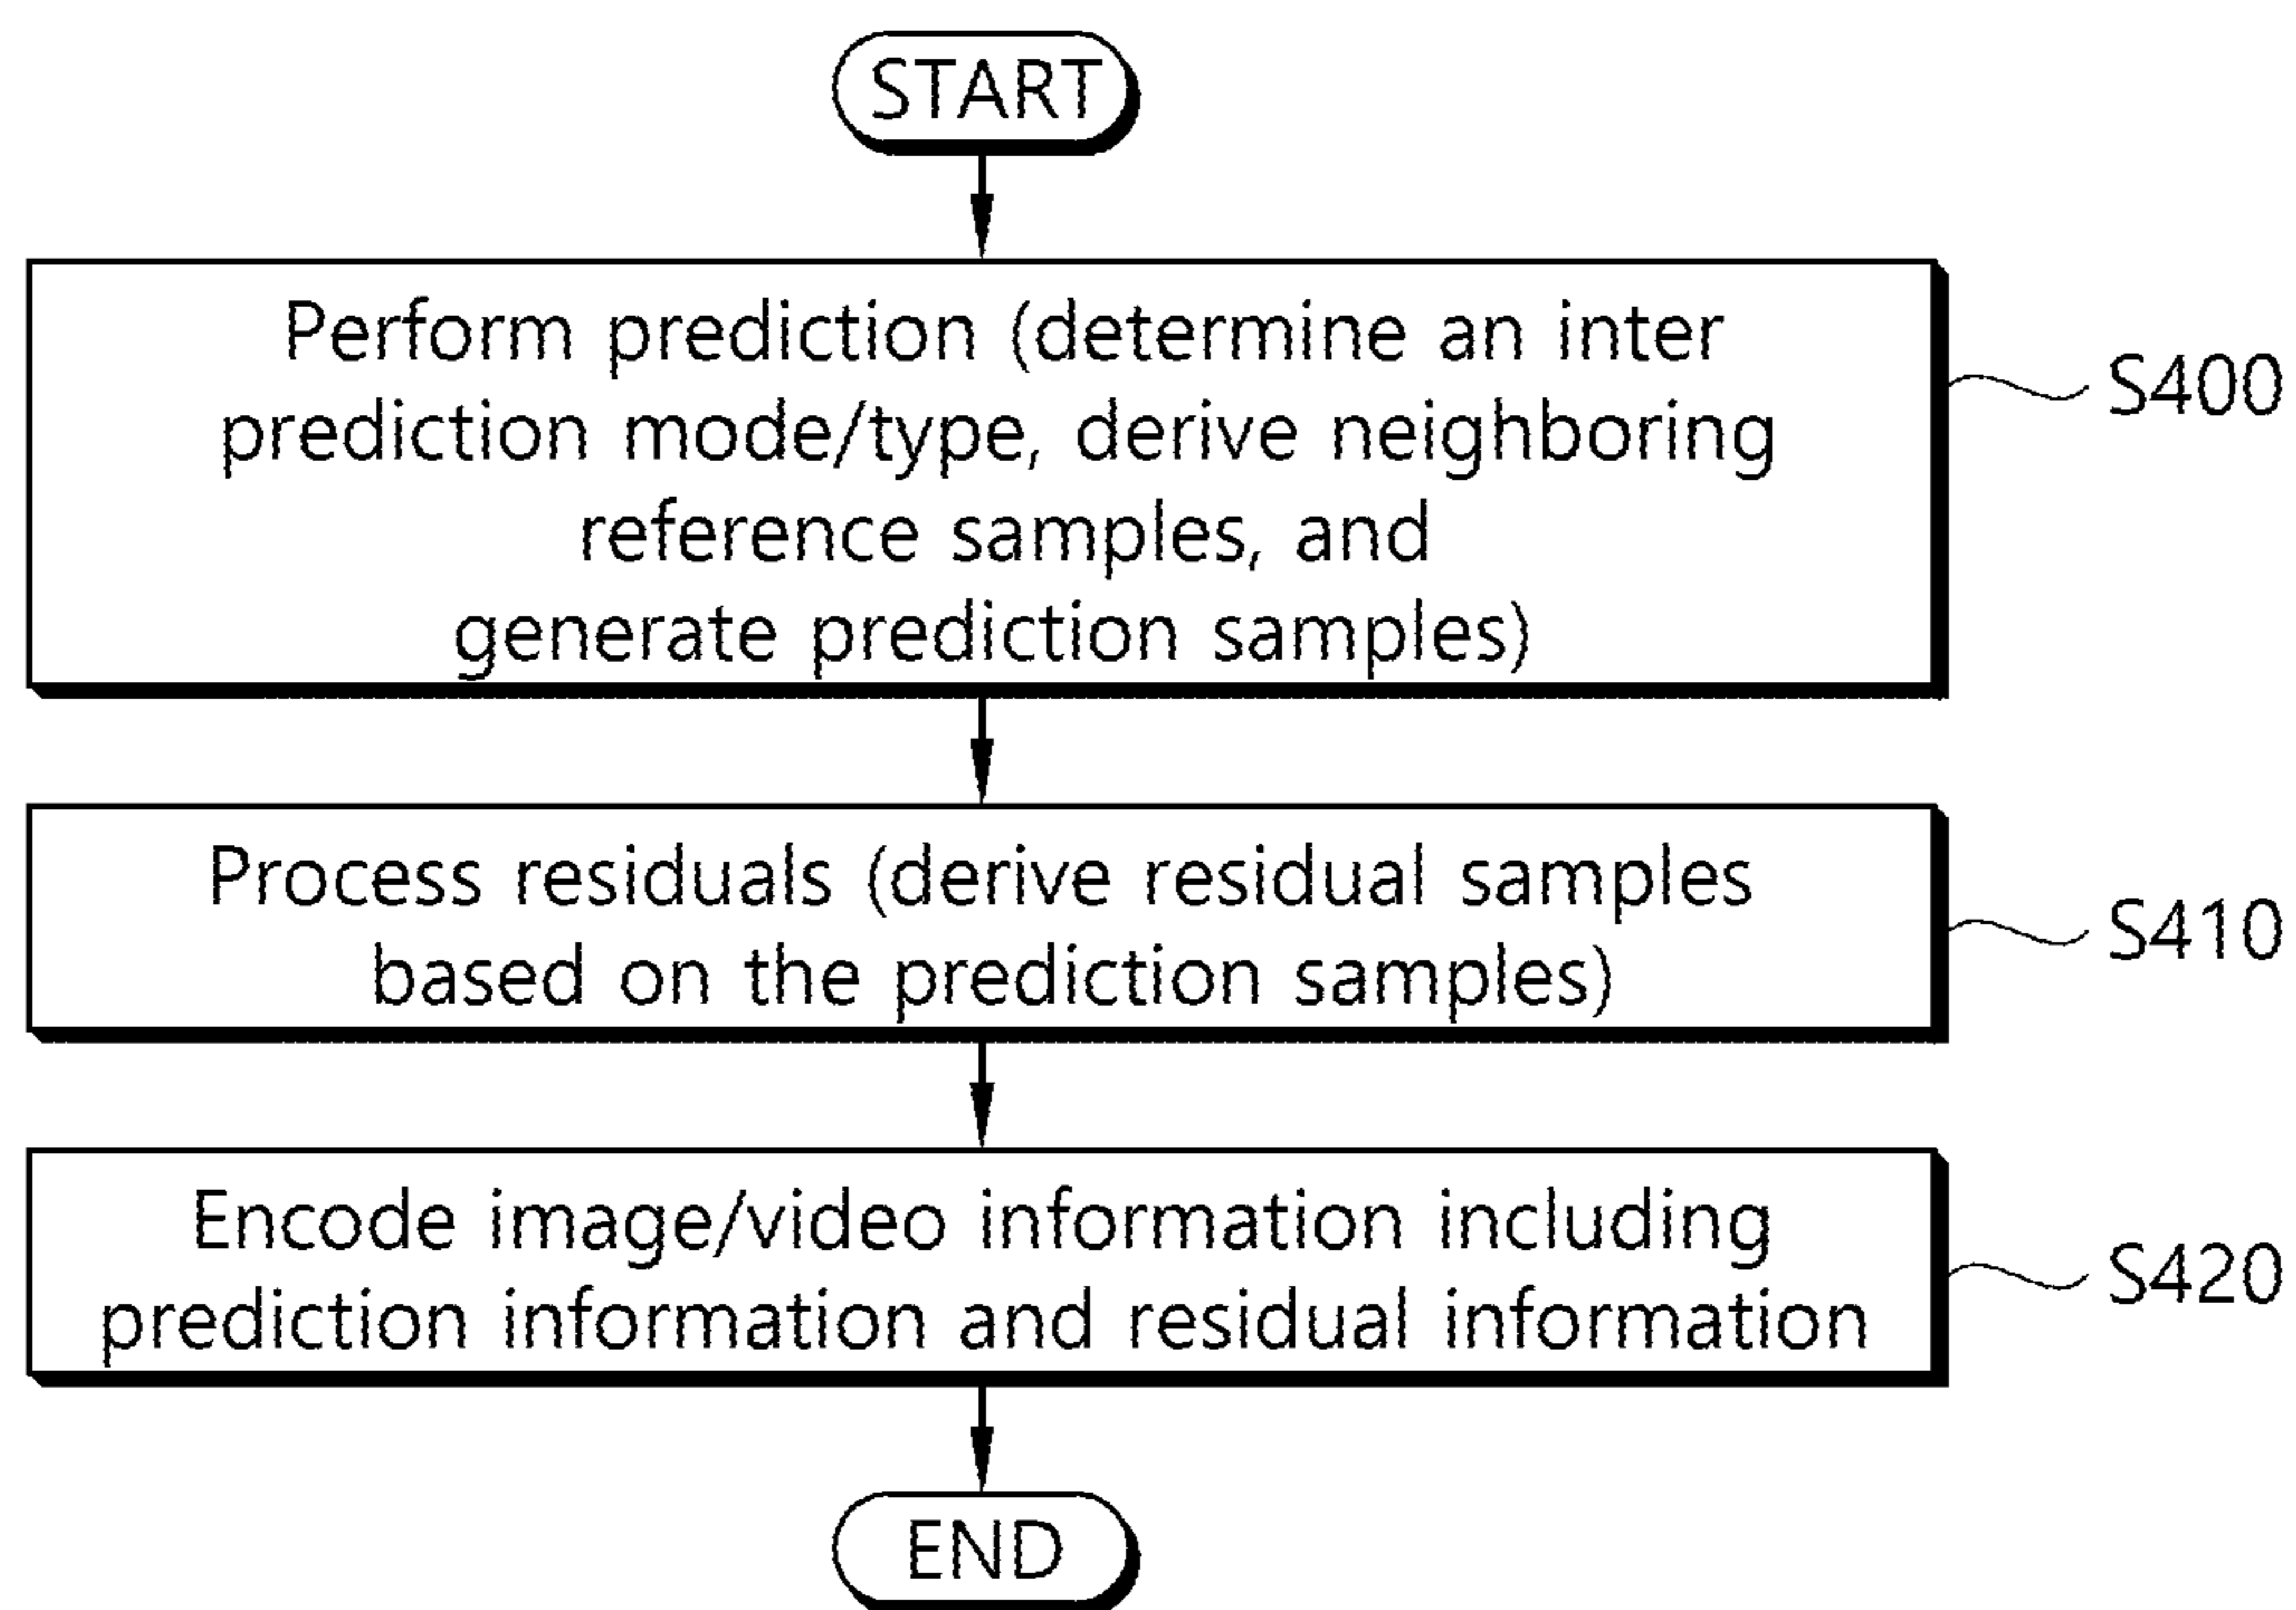 START
Perform prediction (determine an inter
prediction mode/type, derive neighboring
reference samples, and
generate prediction samples)
S400
Process residuals (derive residual samples
based on the prediction samples)
S410
Encode image/video information including
prediction information and residual information
S420
END